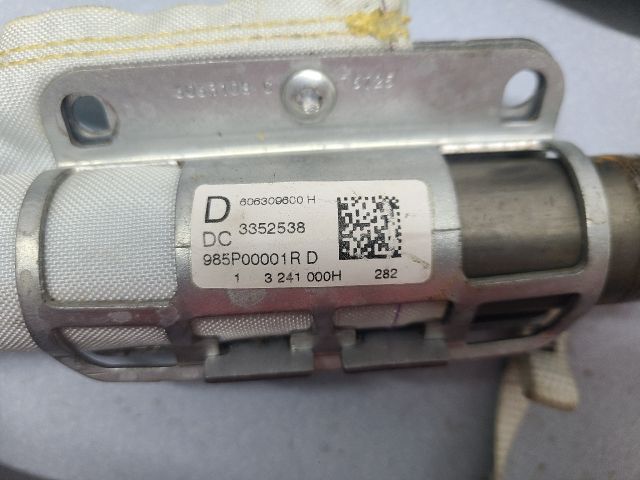 D 606309600 H
DC 3352538
985P00001R D
1 3 241 000H 282